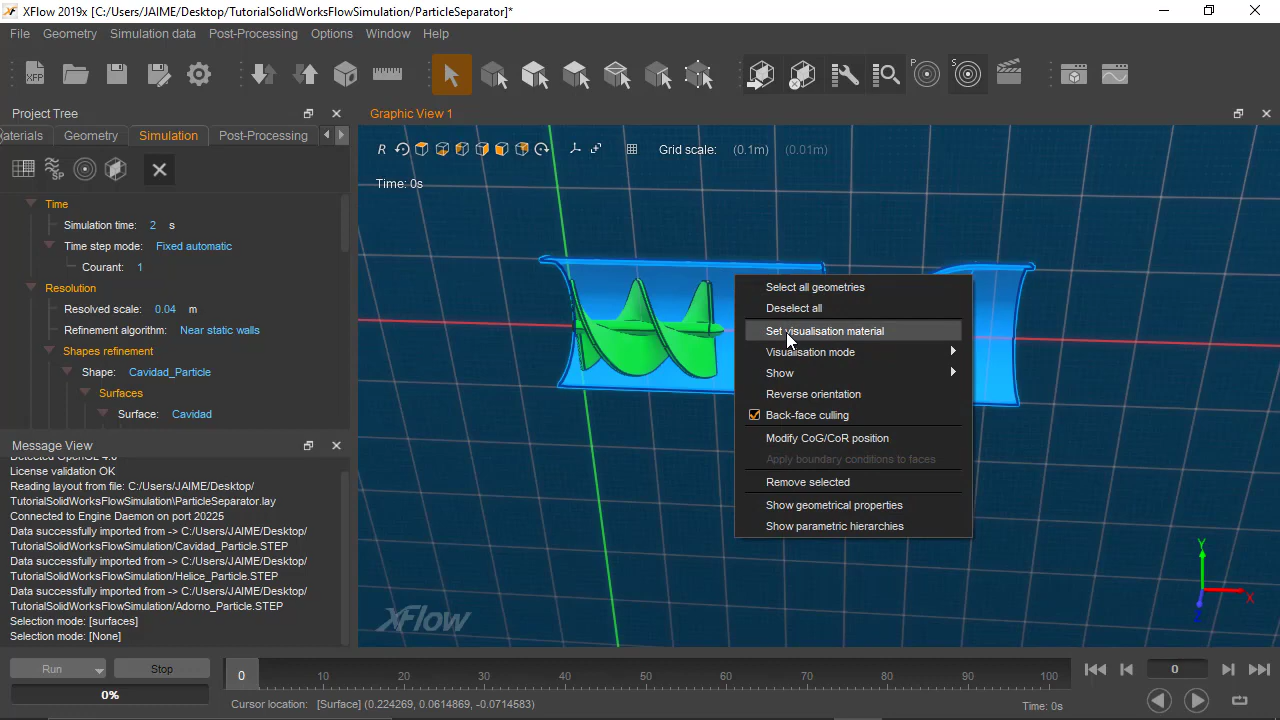 XFlow 2019x [C:/Users/JAIME/Desktop/TutorialSolidWorksFlowSimulation/ParticleSeparator]*
File Geometry Simulation data Post-Processing Options Window Help
XFP
P
S
Project Tree
Graphic View 1
aterials Geometry Simulation Post-Processing
SP
R
Grid scale: (0.1m) (0.01m)
Time: 0s
Time
Simulation time: 2 s
Time step mode: Fixed automatic
Courant: 1
Resolution
Resolved scale: 0.04 m
Refinement algorithm: Near static walls
Shapes refinement
Shape: Cavidad_Particle
Surfaces
Surface: Cavidad
Select all geometries
Deselect all
Set visualisation material
Visualisation mode
Show
Reverse orientation
Back-face culling
Modify CoG/CoR position
Apply boundary conditions to faces
Remove selected
Show geometrical properties
Show parametric hierarchies
Message View
License validation OK
Reading layout from file: C:/Users/JAIME/Desktop/
TutorialSolidWorksFlowSimulation\ParticleSeparator.lay
Connected to Engine Daemon on port 20225
Data successfully imported from -> C:/Users/JAIME/Desktop/
TutorialSolidWorksFlowSimulation/Cavidad_Particle.STEP
Data successfully imported from -> C:/Users/JAIME/Desktop/
TutorialSolidWorksFlowSimulation/Helice_Particle.STEP
Data successfully imported from -> C:/Users/JAIME/Desktop/
TutorialSolidWorksFlowSimulation/Adorno_Particle.STEP
Selection mode: [surfaces]
Selection mode: [None]
xFlow
Y
X
Run Stop
0%
0 10 20 30 40 50 60 70 80 90 100
0
Cursor location: [Surface] (0.224269, 0.0614869, -0.0714583)
Time: 0s